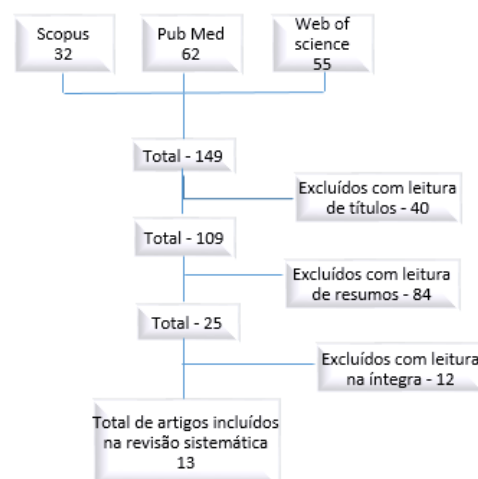 Scopus
32
Pub Med
62
Web of
science
55
Total - 149
Excluídos com leitura
de títulos - 40
Total - 109
Excluídos com leitura
de resumos - 84
Total - 25
Excluídos com leitura
na íntegra - 12
Total de artigos incluídos
na revisão sistemática
13